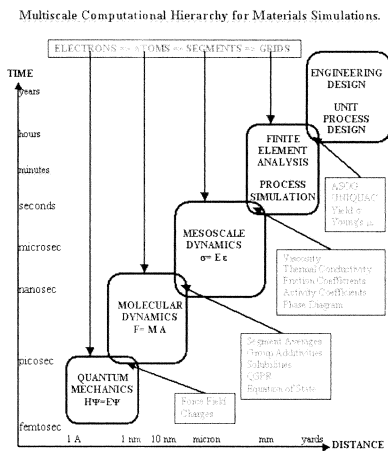 Multiscale Computational Hierarchy for Materials Simulations.
ELECTRONS => ATOMS => SEGMENTS => GRIDS
TIME
years
hours
minutes
seconds
microsec
nanosec
picosec
femtosec
ENGINEERING
DESIGN
UNIT
PROCESS
DESIGN
FINITE
ELEMENT
ANALYSIS
PROCESS
SIMULATION
ASOG
UNIQUAC
Yield σ
Young's μ
MESOSCALE
DYNAMICS
σ= E ε
Viscosity
Thermal Conductivity
Friction Coefficients
Activity Coefficients
Phase Diagram
MOLECULAR
DYNAMICS
F= M A
Segment Averages
Group Additivities
Solubilities
QSPR
Equation of State
QUANTUM
MECHANICS
HΨ=EΨ
Force Field
Charges
1 A 1 nm 10 nm micron mm yards
DISTANCE